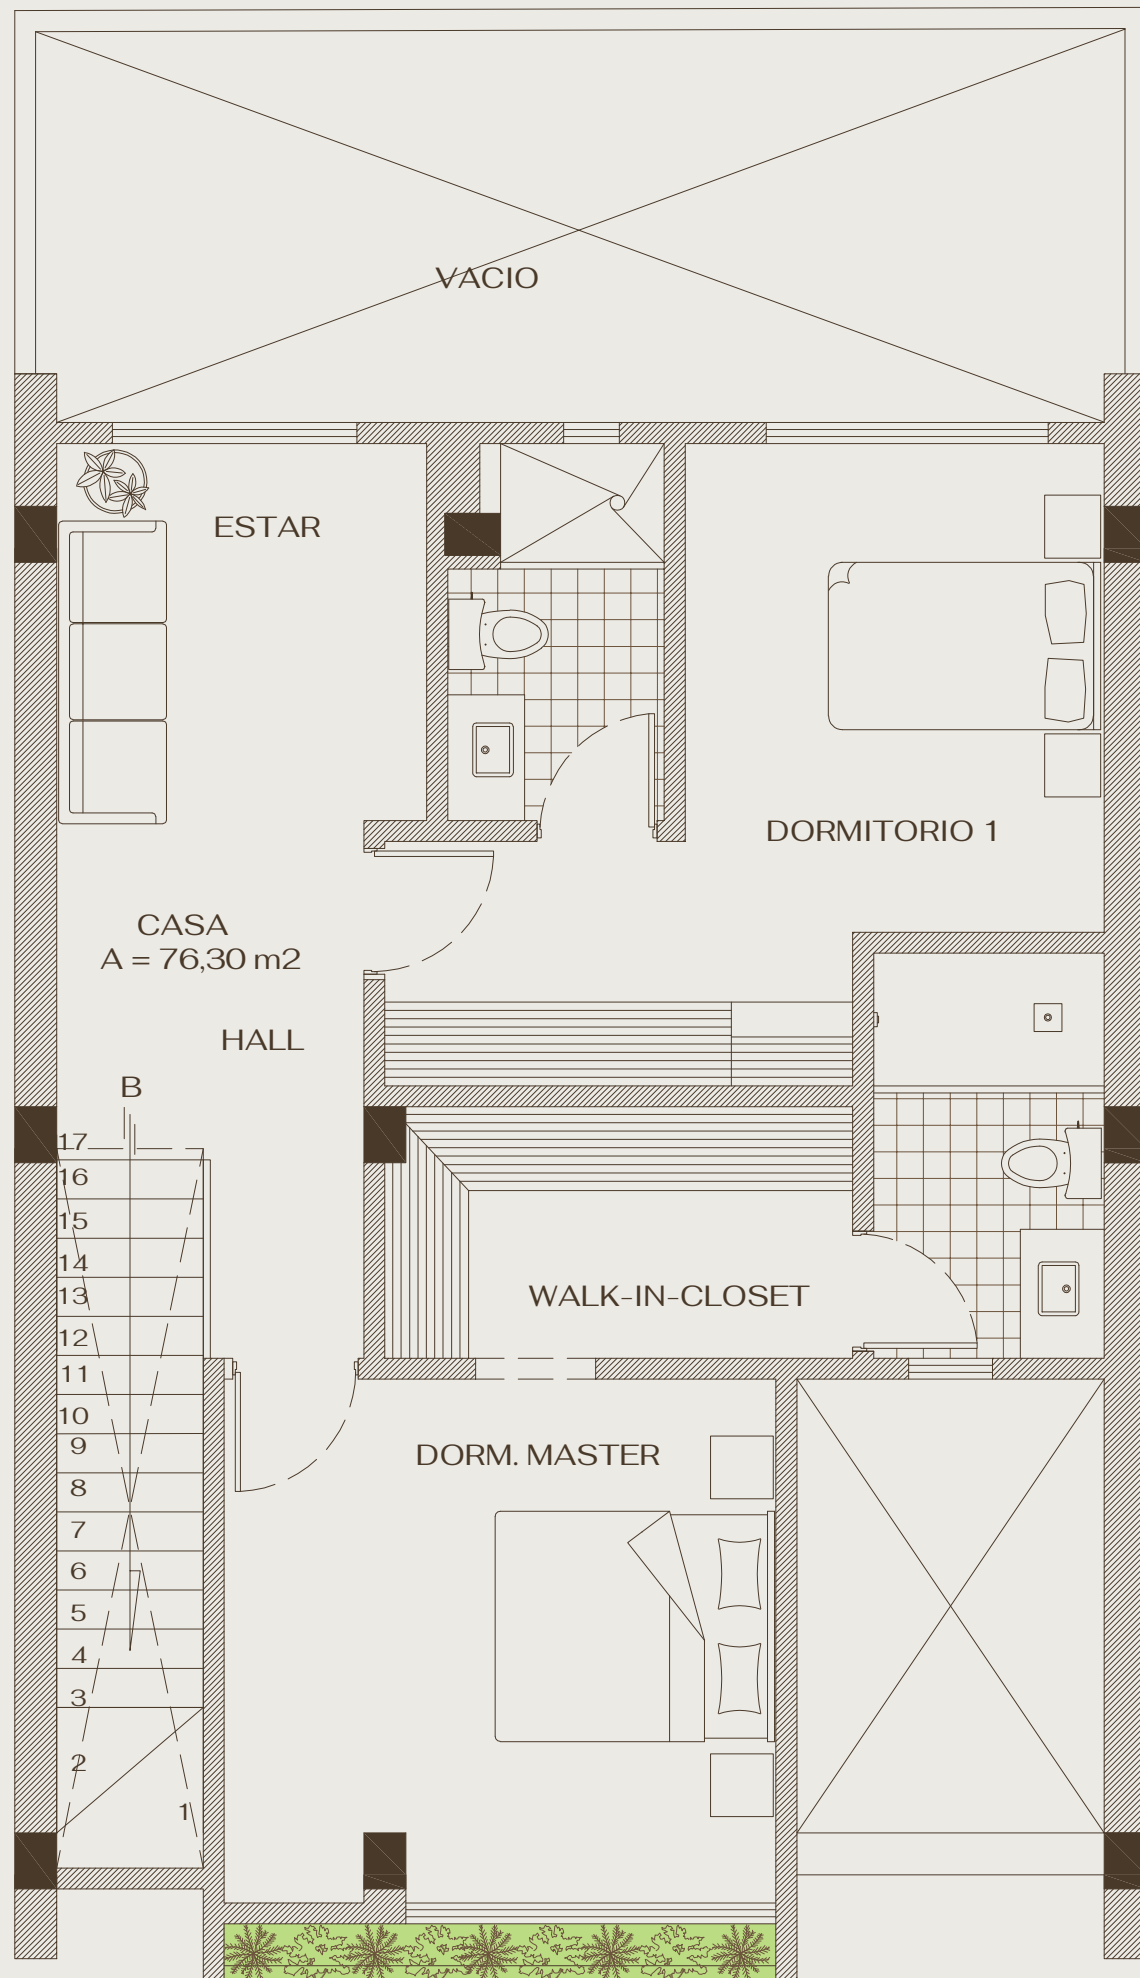 VACIO
ESTAR
DORMITORIO 1
CASA
A = 76,30 m2
HALL
B
17
16
15
14
13
12
11
10
9
8
7
6
5
4
3
2
1
WALK-IN-CLOSET
DORM. MASTER